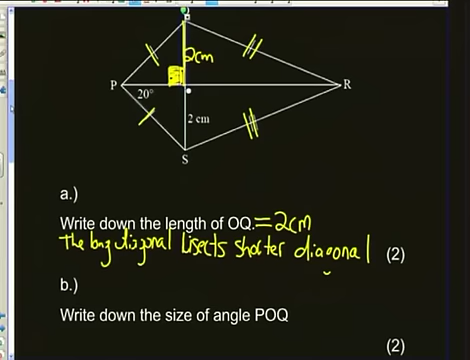 2cm
P
20°
R
2 cm
S
a.)
Write down the length of OQ.=2cm
The long diagonal bisects shorter diagonal
(2)
b.)
Write down the size of angle POQ
(2)